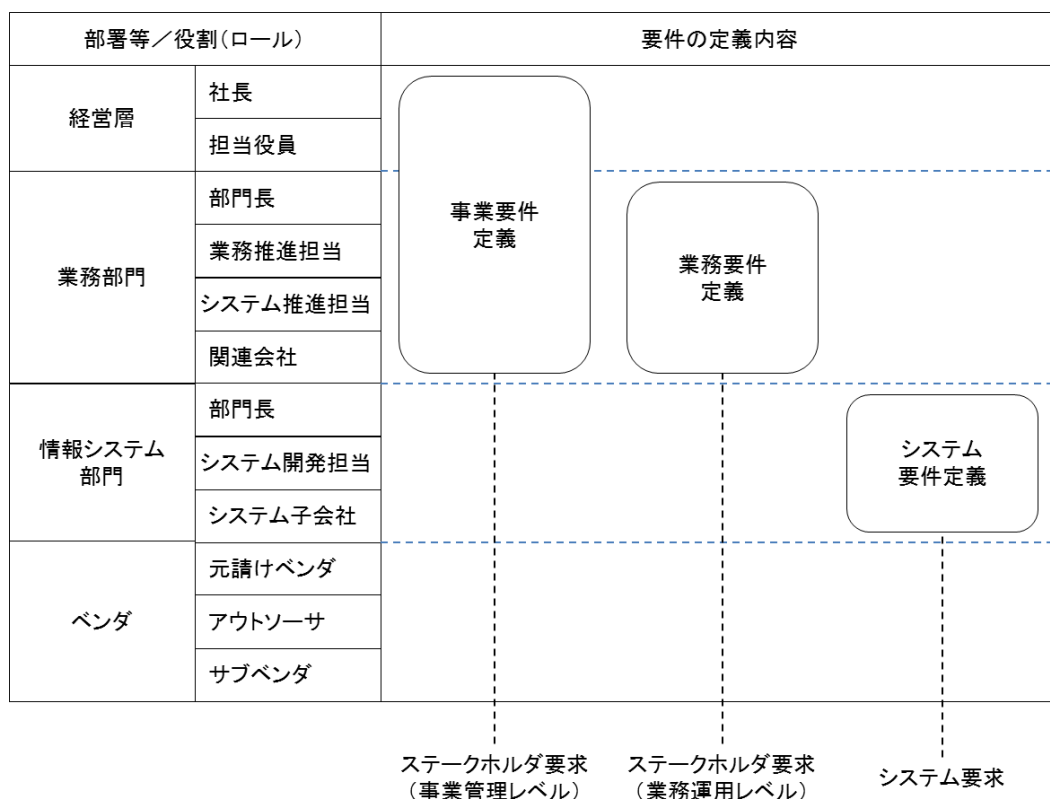 部署等／役割(ロール)
要件の定義内容
経営層
社長
担当役員
業務部門
部門長
業務推進担当
システム推進担当
関連会社
情報システム
部門
部門長
システム開発担当
システム子会社
ベンダ
元請けベンダ
アウトソーサ
サブベンダ
事業要件
定義
業務要件
定義
システム
要件定義
ステークホルダ要求
（事業管理レベル）
ステークホルダ要求
（業務運用レベル）
システム要求